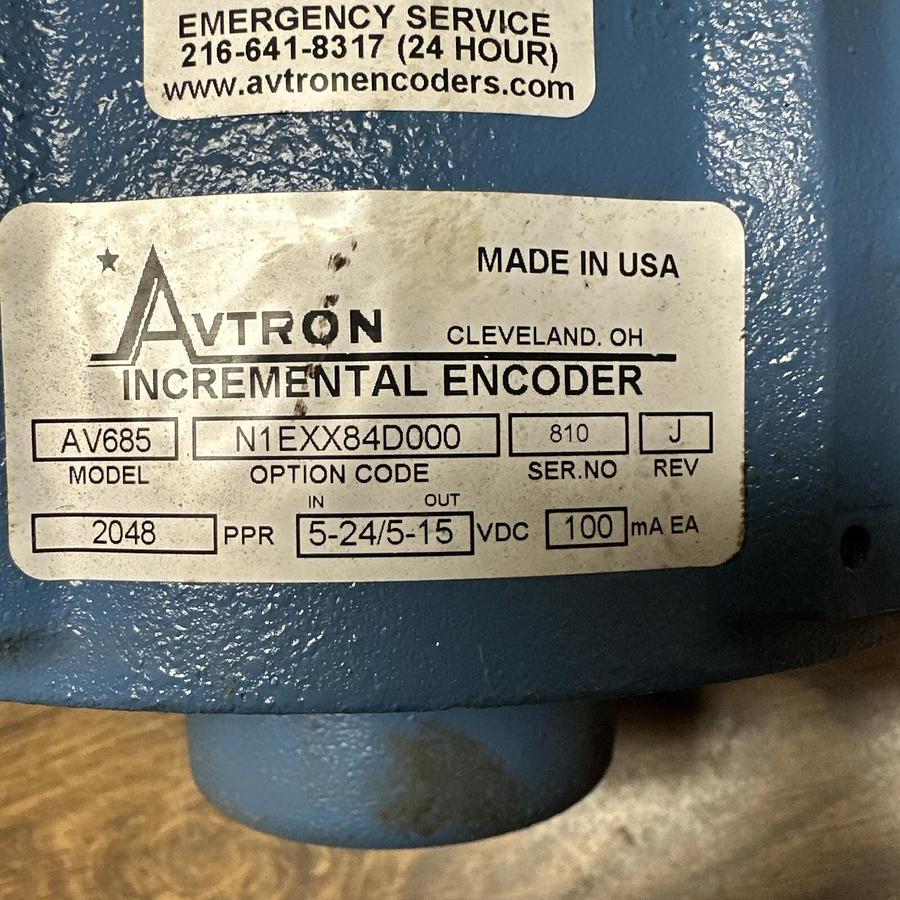 EMERGENCY SERVICE
216-641-8317 (24 HOUR)
www.avtronencoders.com
MADE IN USA
AVTRON CLEVELAND. OH
INCREMENTAL ENCODER
AV685 N1EXX84D000 810 J
MODEL OPTION CODE SER.NO REV
IN OUT
2048 PPR 5-24/5-15 VDC 100 mA EA